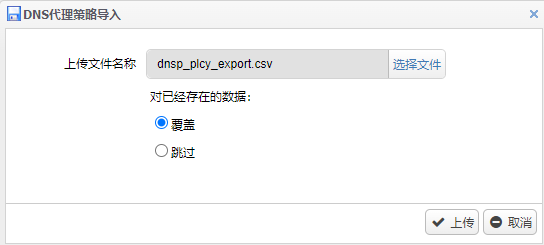 DNS代理策略导入
上传文件名称 dnsp_plcy_export.csv 选择文件
对已经存在的数据：
覆盖
跳过
上传 取消